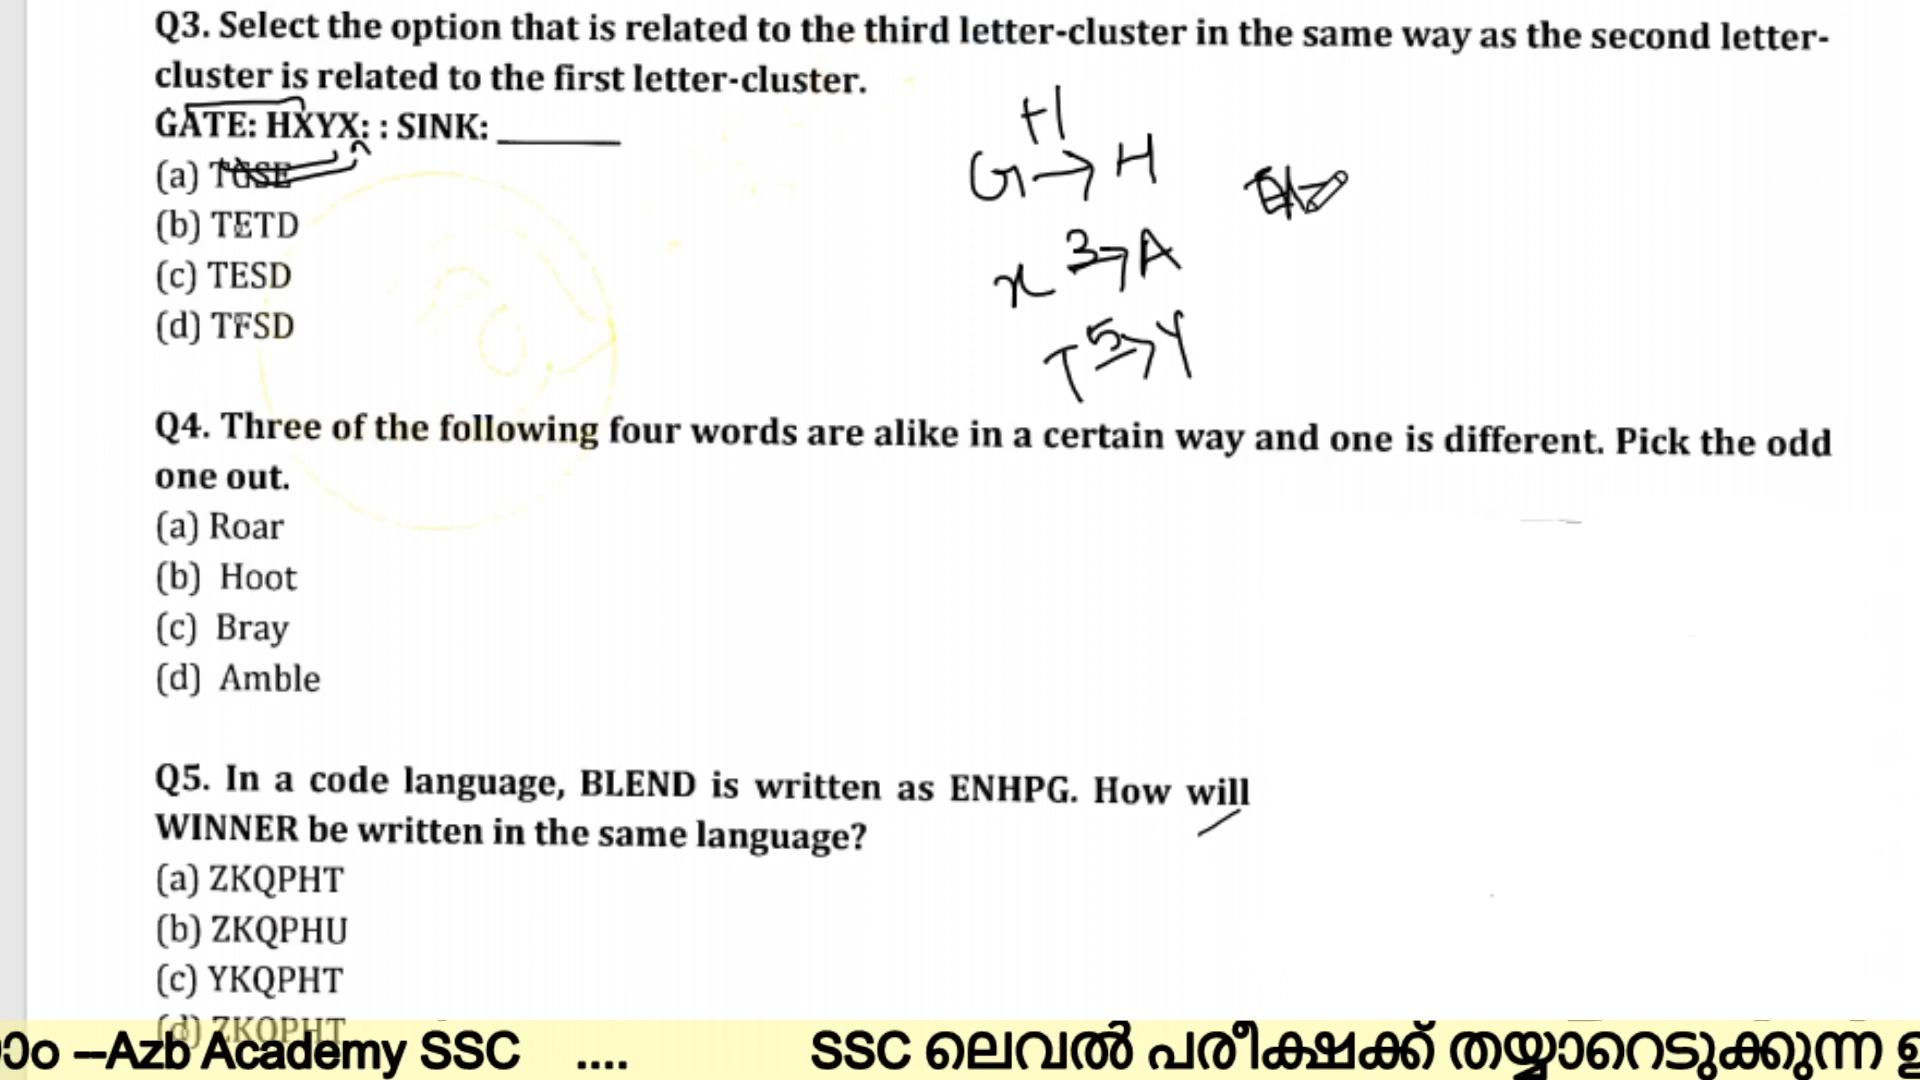 Q3. Select the option that is related to the third letter-cluster in the same way as the second letter-
cluster is related to the first letter-cluster.
GATE: HXYX: : SINK: ________
(a) TGSE
(b) TETD
(c) TESD
(d) TFSD
+1
G → H
x 3→ A
T 5→ Y
Q4. Three of the following four words are alike in a certain way and one is different. Pick the odd
one out.
(a) Roar
(b) Hoot
(c) Bray
(d) Amble
Q5. In a code language, BLEND is written as ENHPG. How will
WINNER be written in the same language?
(a) ZKQPHT
(b) ZKQPHU
(c) YKQPHT
(d) ZKQPHT
--Azb Academy SSC .... SSC ലെവൽ പരീക്ഷക്ക് തയ്യാറെടുക്കുന്ന